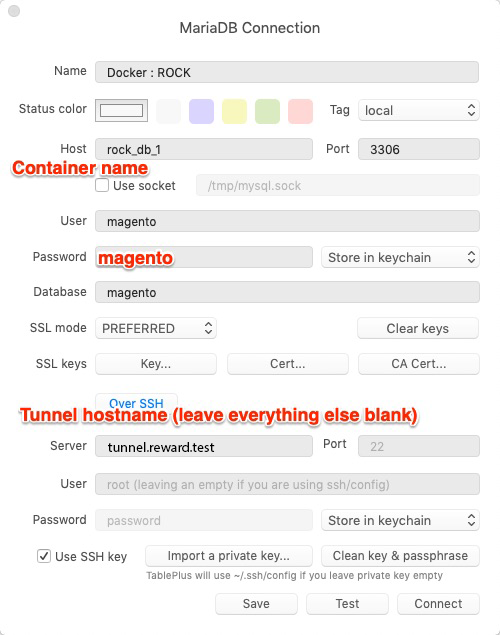 MariaDB Connection
Name Docker : ROCK
Status color Tag local
Host rock_db_1 Port 3306
Container name
Use socket /tmp/mysql.sock
User magento
Password magento Store in keychain
Database magento
SSL mode PREFERRED Clear keys
SSL keys Key... Cert... CA Cert...
Over SSH
Tunnel hostname (leave everything else blank)
Server tunnel.reward.test Port 22
User root (leaving an empty if you are using ssh/config)
Password password Store in keychain
Use SSH key Import a private key... Clean key & passphrase
TablePlus will use ~/.ssh/config if you leave private key empty
Save Test Connect